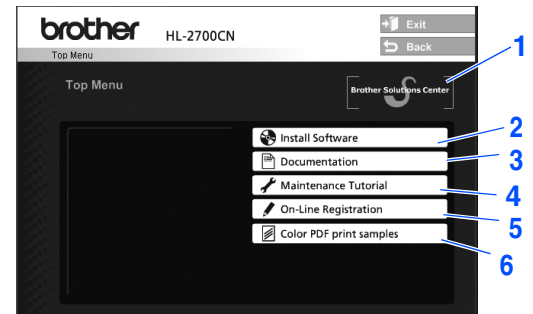 brother HL-2700CN Exit
Top Menu Back
1
Top Menu
Brother Solutions Center
Install Software 2
Documentation 3
Maintenance Tutorial 4
On-Line Registration 5
Color PDF print samples 6